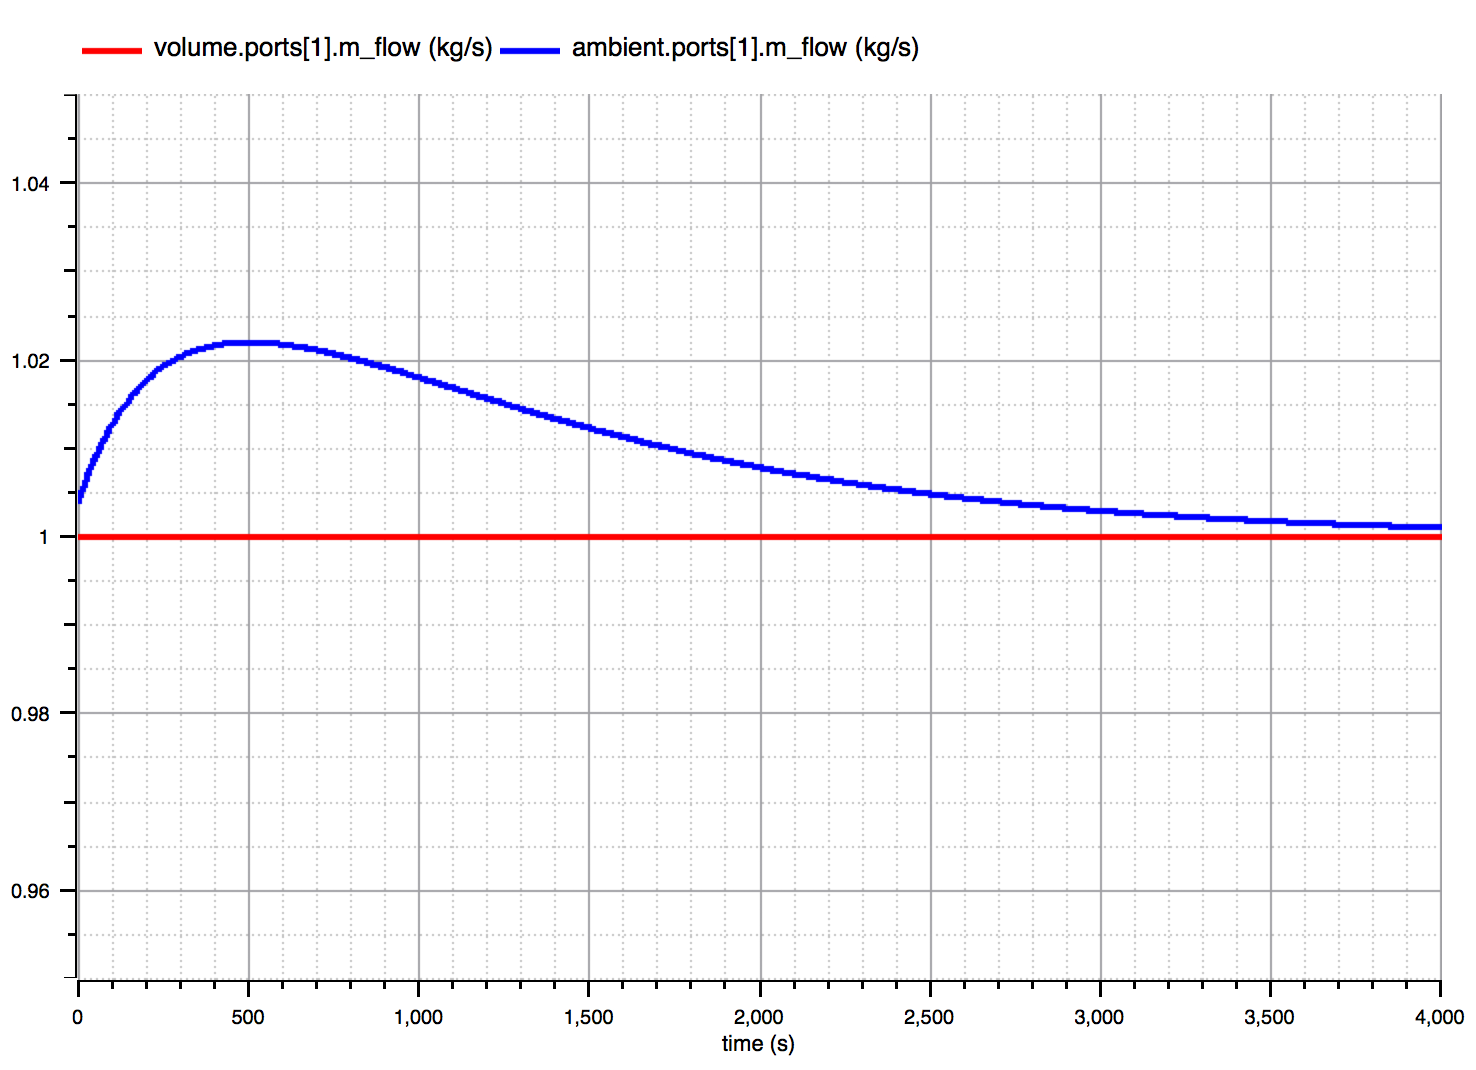 volume.ports[1].m_flow (kg/s) ambient.ports[1].m_flow (kg/s)
1.04
1.02
1
0.98
0.96
0 500 1,000 1,500 2,000 2,500 3,000 3,500 4,000
time (s)